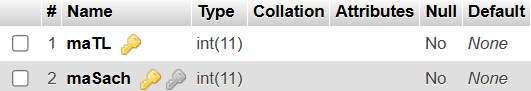 # Name Type Collation Attributes Null Default
1 maTL int(11) No None
2 maSach int(11) No None